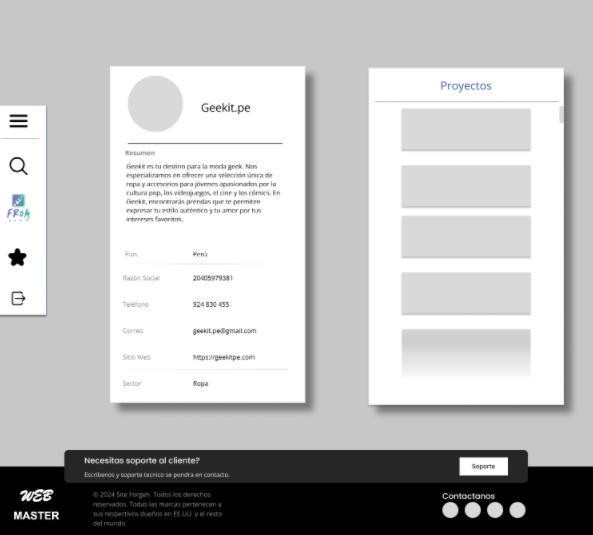 Geekit.pe
Resumen
Geekit es tu destino para la moda geek. Nos
especializamos en ofrecer una selección única de
ropa y accesorios para jóvenes apasionados por la
cultura pop, los videojuegos, el cine y los cómics. En
Geekit, encontrarás prendas que te permiten
expresar tu estilo auténtico y tu amor por tus
intereses favoritos.
País Perú
Razón Social 20405979381
Teléfono 924 830 455
Correo geekit.pe@gmail.com
Sitio Web https://geekitpe.com
Sector Ropa
Proyectos
FROM
Necesitas soporte al cliente?
Escribenos y soporte tecnico se pondra en contacto.
Soporte
WEB
MASTER
© 2024 Site Forgeh. Todos los derechos
reservados. Todas las marcas pertenecen a
sus respectivos dueños en EE.UU. y el resto
del mundo
Contactanos